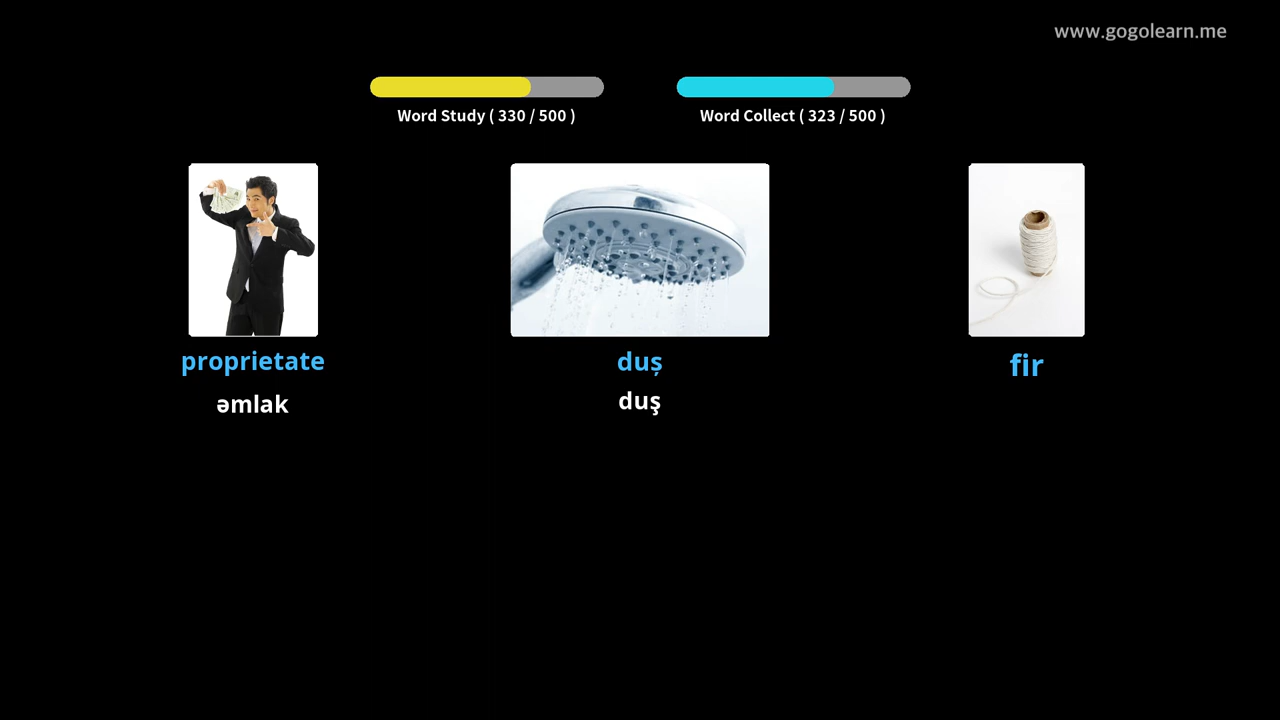 www.gogolearn.me
Word Study ( 330 / 500 )
Word Collect ( 323 / 500 )
proprietate
duș
fir
əmlak
duş